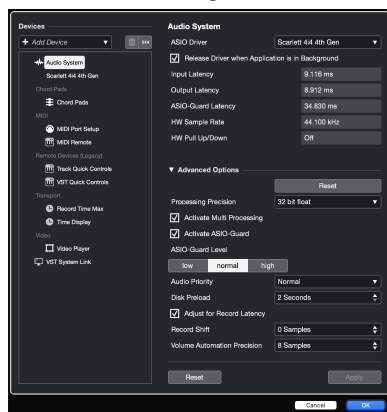 Devices
Add Device
Audio System
Scarlett 4i4 4th Gen
Chord Pads
Chord Pads
MIDI
MIDI Port Setup
MIDI Remote
Remote Devices (Legacy)
Track Quick Controls
VST Quick Controls
Transport
Record Time Max
Time Display
Video
Video Player
VST System Link
Audio System
ASIO Driver Scarlett 4i4 4th Gen
Release Driver when Application is in Background
Input Latency 9.116 ms
Output Latency 8.912 ms
ASIO-Guard Latency 34.830 ms
HW Sample Rate 44.100 kHz
HW Pull Up/Down Off
Advanced Options
Reset
Processing Precision 32 bit float
Activate Multi Processing
Activate ASIO-Guard
ASIO-Guard Level
low normal high
Audio Priority Normal
Disk Preload 2 Seconds
Adjust for Record Latency
Record Shift 0 Samples
Volume Automation Precision 8 Samples
Reset Apply
Cancel OK